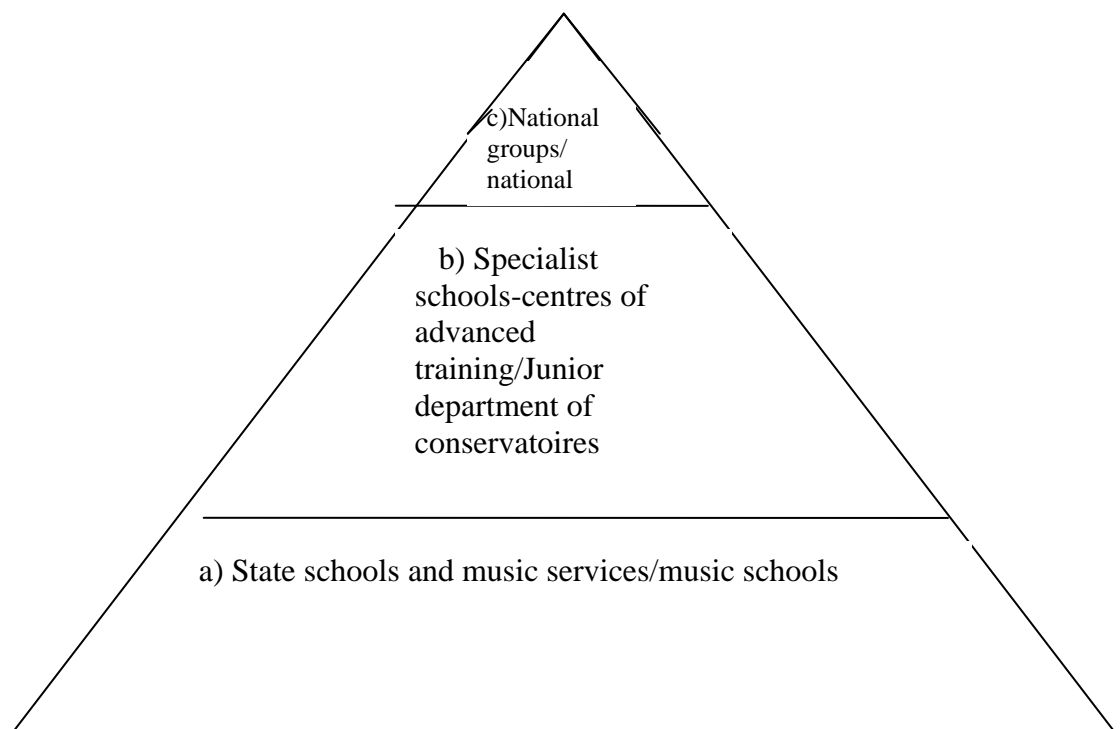 c)National
groups/
national
b) Specialist
schools-centres of
advanced
training/Junior
department of
conservatoires
a) State schools and music services/music schools